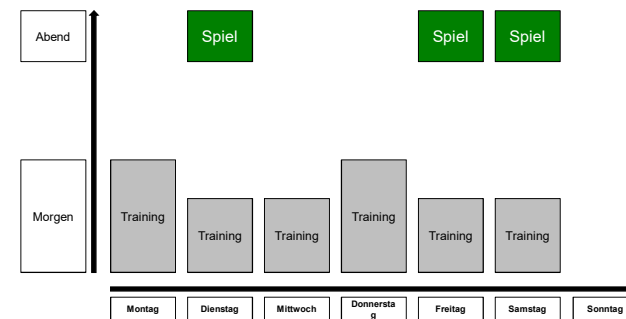 Abend
Spiel
Spiel
Spiel
Morgen
Training
Training
Training
Training
Training
Training
Montag
Dienstag
Mittwoch
Donnersta
g
Freitag
Samstag
Sonntag